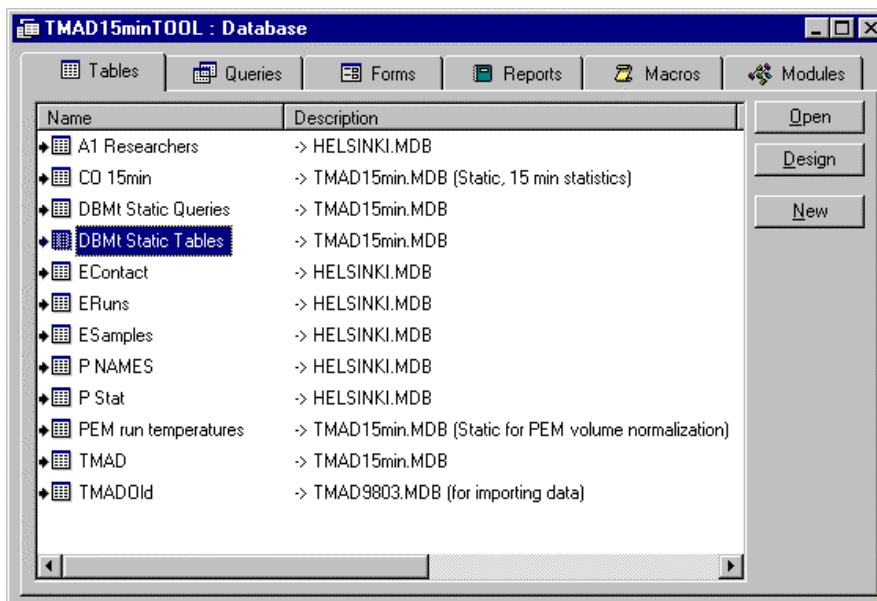 TMAD15minTOOL : Database
Tables Queries Forms Reports Macros Modules
Name Description
A1 Researchers -> HELSINKI.MDB
CO 15min -> TMAD15min.MDB (Static, 15 min statistics)
DBMt Static Queries -> TMAD15min.MDB
DBMt Static Tables -> TMAD15min.MDB
EContact -> HELSINKI.MDB
ERuns -> HELSINKI.MDB
ESamples -> HELSINKI.MDB
P NAMES -> HELSINKI.MDB
P Stat -> HELSINKI.MDB
PEM run temperatures -> TMAD15min.MDB (Static for PEM volume normalization)
TMAD -> TMAD15min.MDB
TMADOld -> TMAD9803.MDB (for importing data)
Open
Design
New